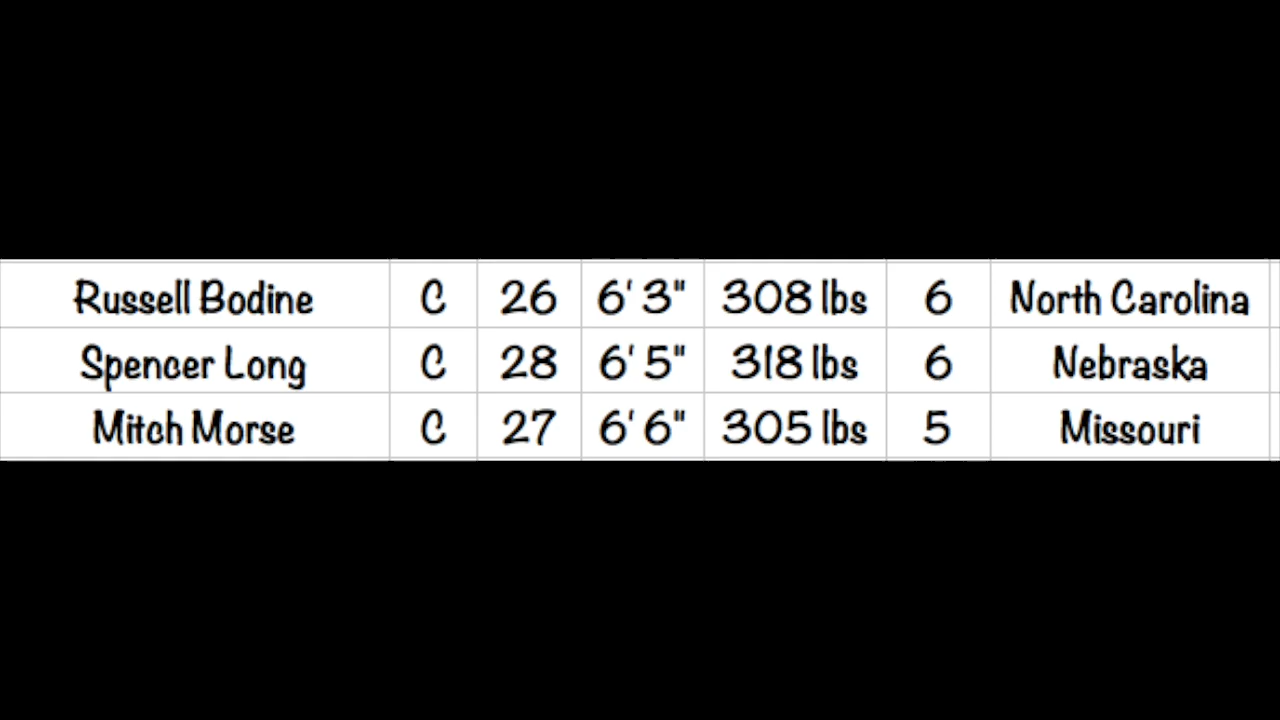 Russell Bodine C 26 6' 3" 308 lbs 6 North Carolina
Spencer Long C 28 6' 5" 318 lbs 6 Nebraska
Mitch Morse C 27 6' 6" 305 lbs 5 Missouri